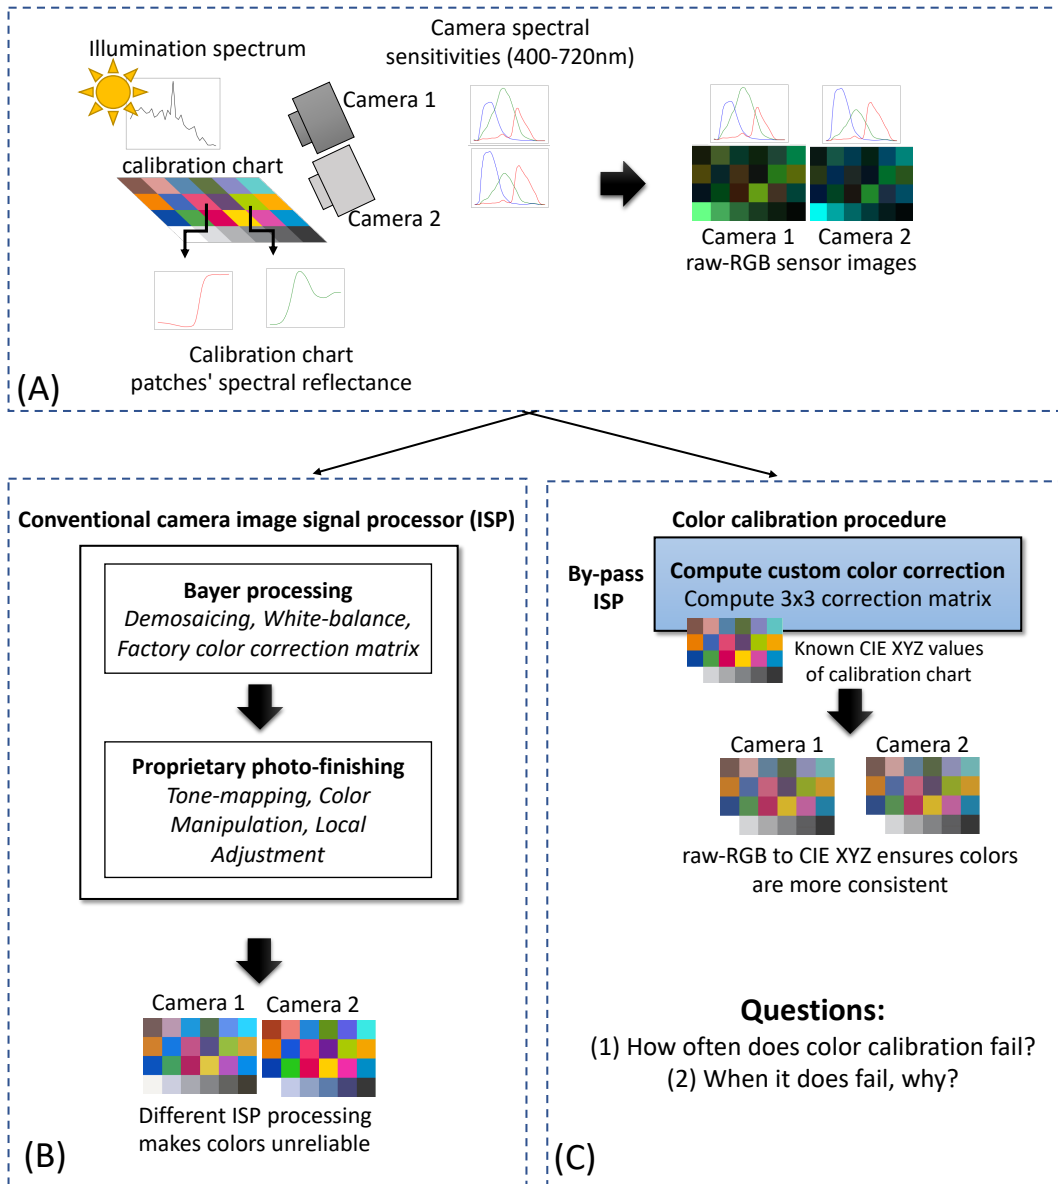 Illumination spectrum
Camera 1
calibration chart
Camera 2
Calibration chart
patches' spectral reflectance
Camera spectral
sensitivities (400-720nm)
Camera 1
Camera 2
raw-RGB sensor images
(A)
Conventional camera image signal processor (ISP)
Bayer processing
Demosaicing, White-balance,
Factory color correction matrix
Proprietary photo-finishing
Tone-mapping, Color
Manipulation, Local
Adjustment
Camera 1
Camera 2
Different ISP processing
makes colors unreliable
(B)
Color calibration procedure
By-pass
ISP
Compute custom color correction
Compute 3x3 correction matrix
Known CIE XYZ values
of calibration chart
Camera 1
Camera 2
raw-RGB to CIE XYZ ensures colors
are more consistent
Questions:
(1) How often does color calibration fail?
(2) When it does fail, why?
(C)